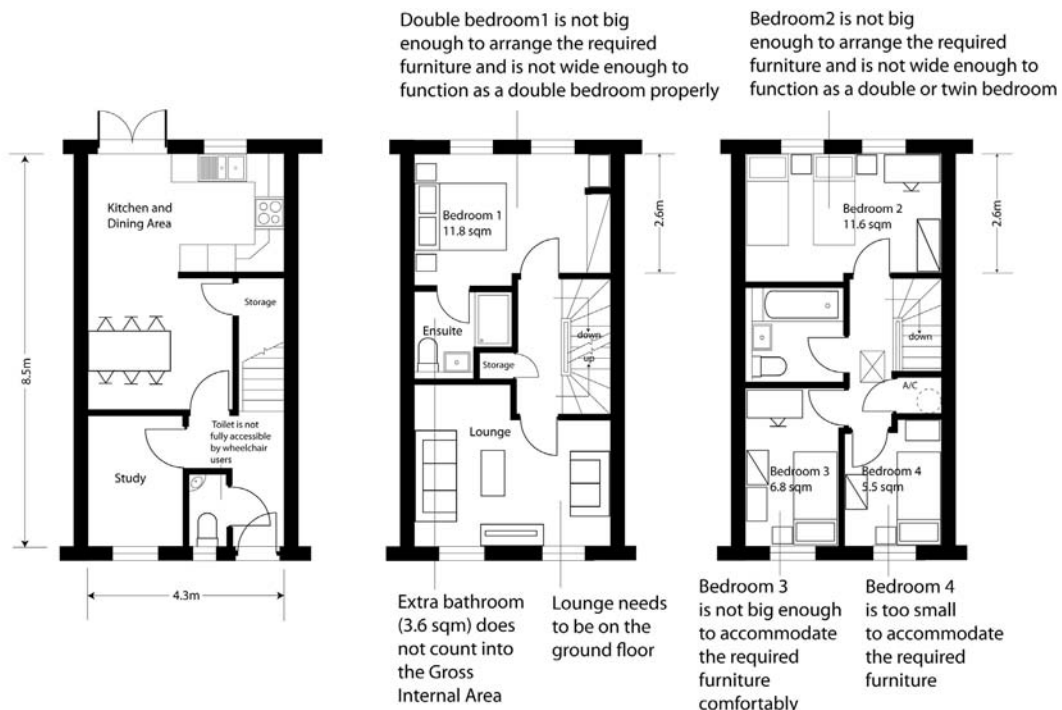 Double bedroom1 is not big
enough to arrange the required
furniture and is not wide enough to
function as a double bedroom properly
Bedroom2 is not big
enough to arrange the required
furniture and is not wide enough to
function as a double or twin bedroom
Kitchen and
Dining Area
Storage
8.5m
Toilet is not
fully accessible
by wheelchair
users
Study
4.3m
Bedroom 1
11.8 sqm
2.6m
Ensuite
Storage
down
up
Lounge
Bedroom 2
11.6 sqm
2.6m
down
A/C
Bedroom 3
6.8 sqm
Bedroom 4
5.5 sqm
Extra bathroom
(3.6 sqm) does
not count into
the Gross
Internal Area
Lounge needs
to be on the
ground floor
Bedroom 3
is not big enough
to accommodate
the required
furniture
comfortably
Bedroom 4
is too small
to accommodate
the required
furniture